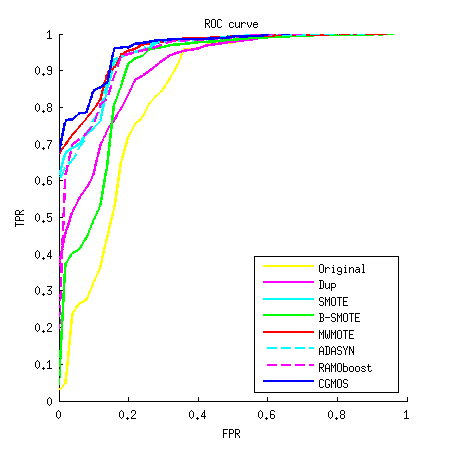 ROC curve
1
0.9
0.8
0.7
0.6
0.5
0.4
0.3
0.2
0.1
0
TPR
0 0.2 0.4 0.6 0.8 1
FPR
Original
Dup
SMOTE
B-SMOTE
MWMOTE
ADASYN
RAMOboost
CGMOS